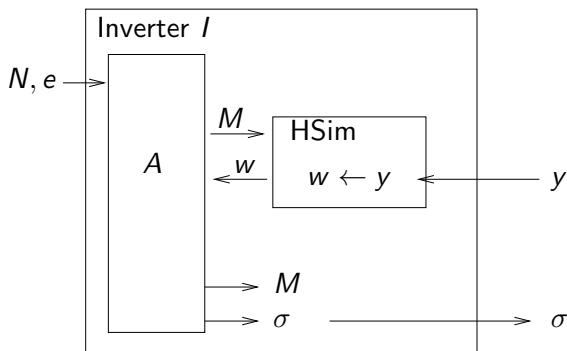 Inverter I
N, e
M
HSim
A
w
w ← y
y
M
σ
σ